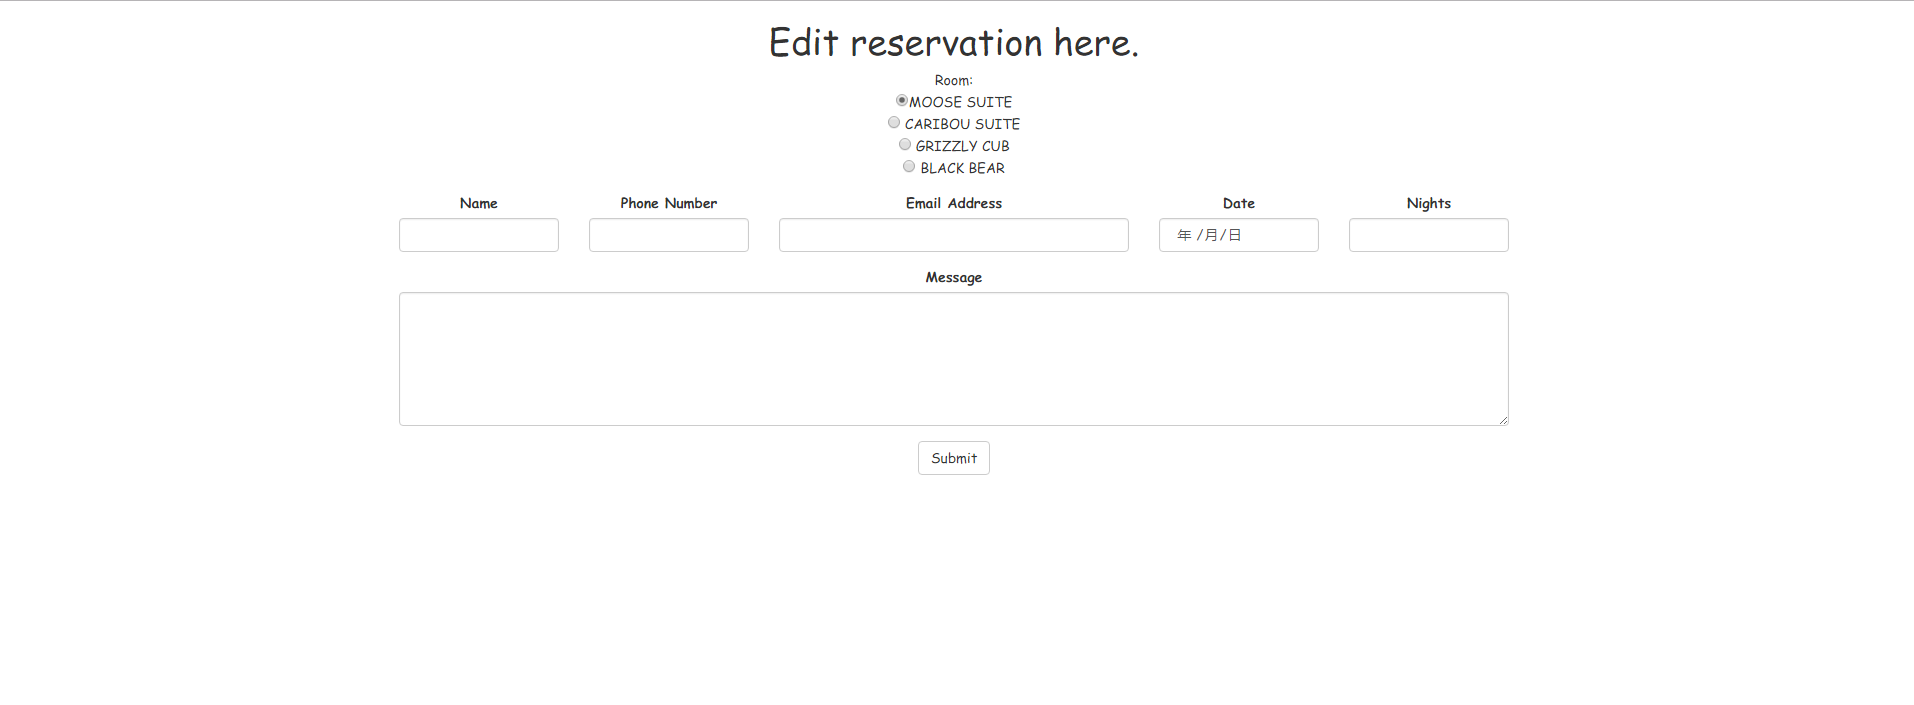 Edit reservation here.
Room:
MOOSE SUITE
CARIBOU SUITE
GRIZZLY CUB
BLACK BEAR
Name Phone Number Email Address Date Nights
年 /月/日
Message
Submit